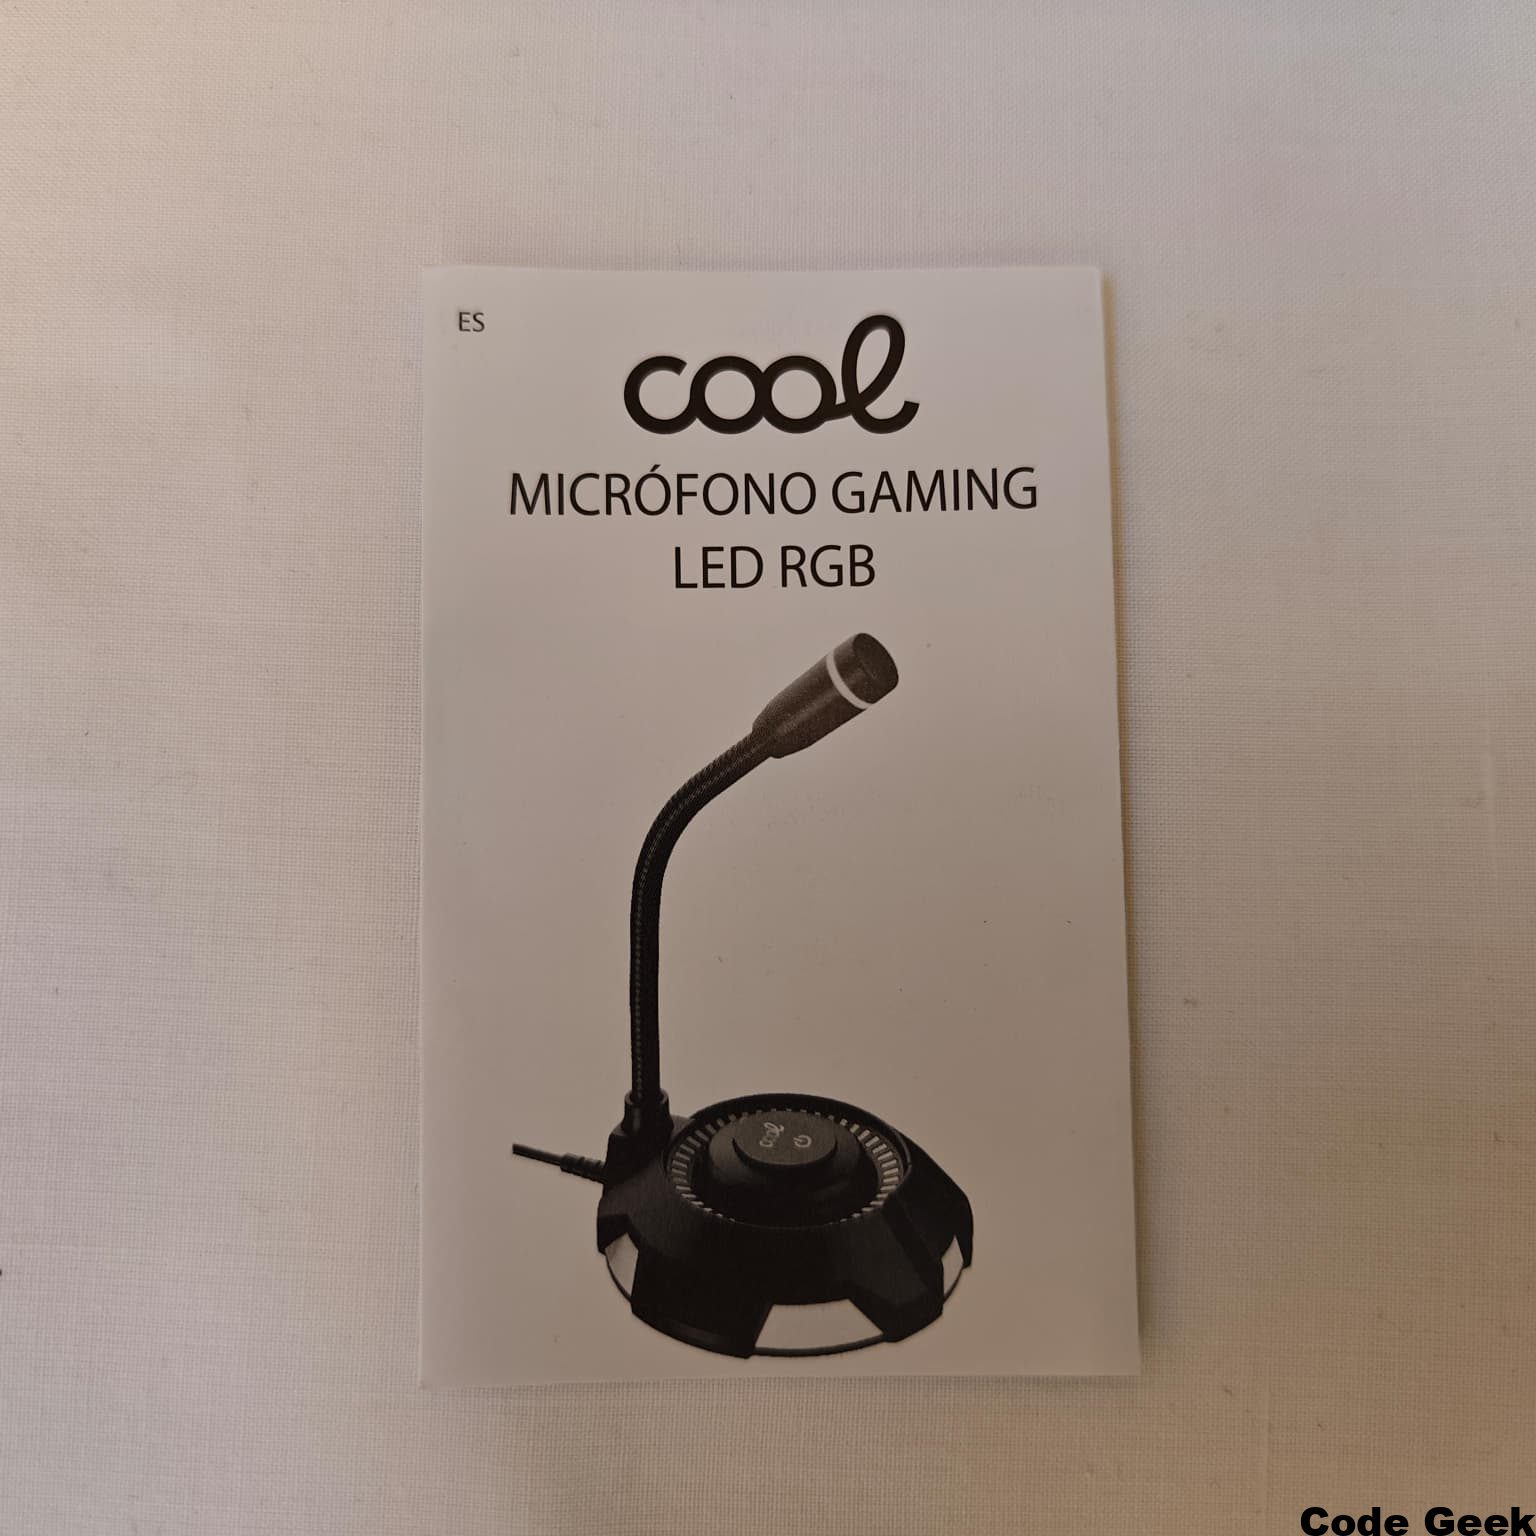 ES
cool
MICRÓFONO GAMING
LED RGB
cool
Code Geek